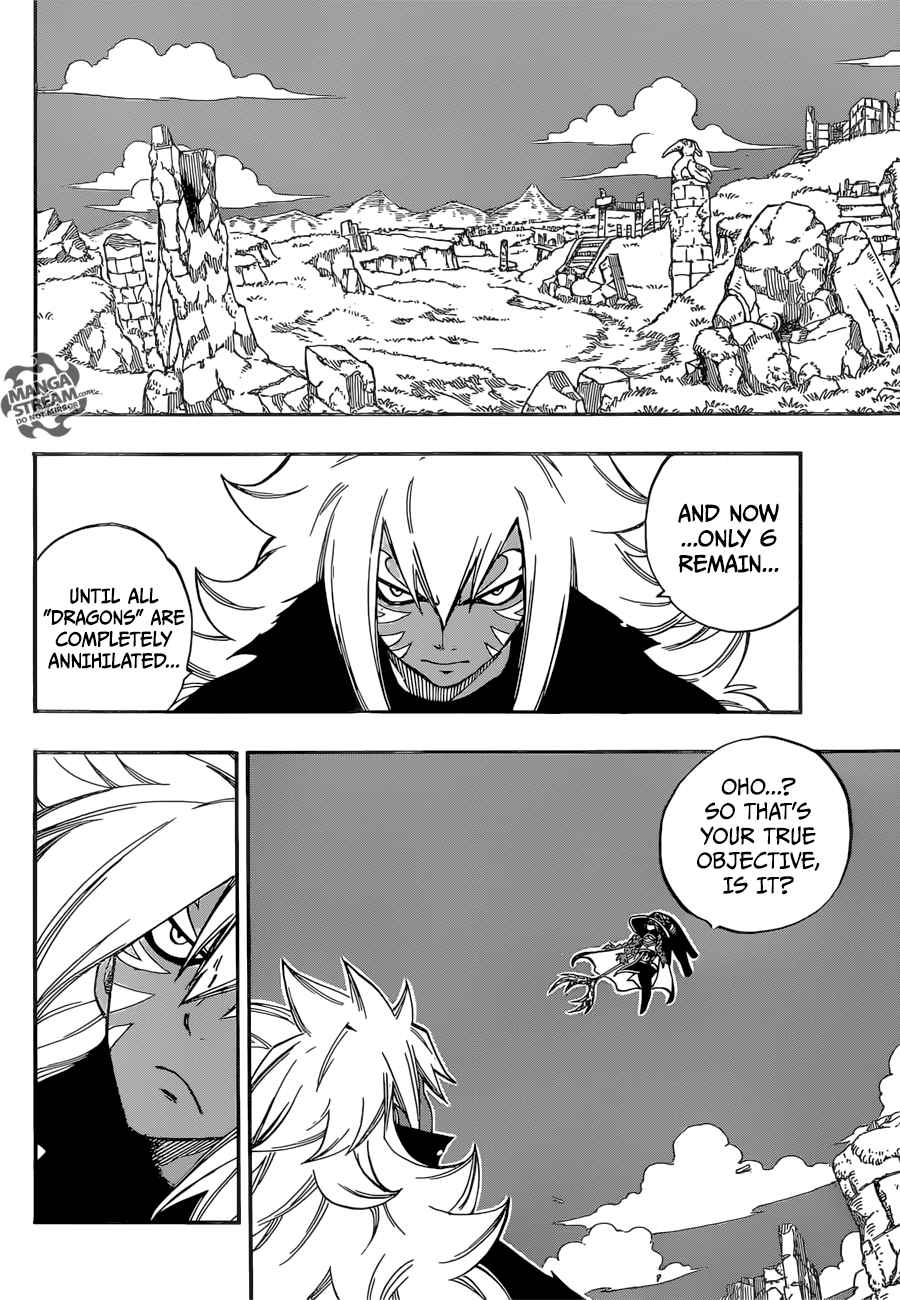 MANGA
STREAM.com
DO NOT MIRROR
AND NOW
...ONLY 6
REMAIN...
UNTIL ALL
"DRAGONS" ARE
COMPLETELY
ANNIHILATED...
OHO...?
SO THAT'S
YOUR TRUE
OBJECTIVE,
IS IT?